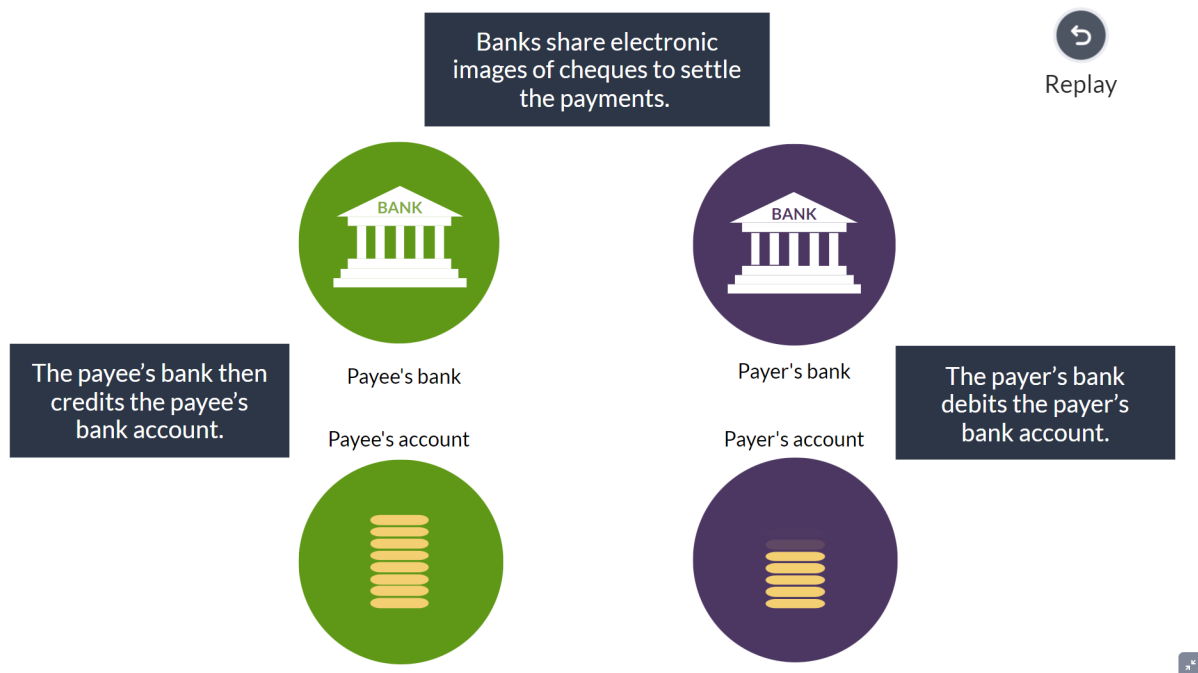 Banks share electronic
images of cheques to settle
the payments.
Replay
BANK
BANK
Payee's bank
Payer's bank
The payee’s bank then
credits the payee’s
bank account.
The payer’s bank
debits the payer’s
bank account.
Payee's account
Payer's account